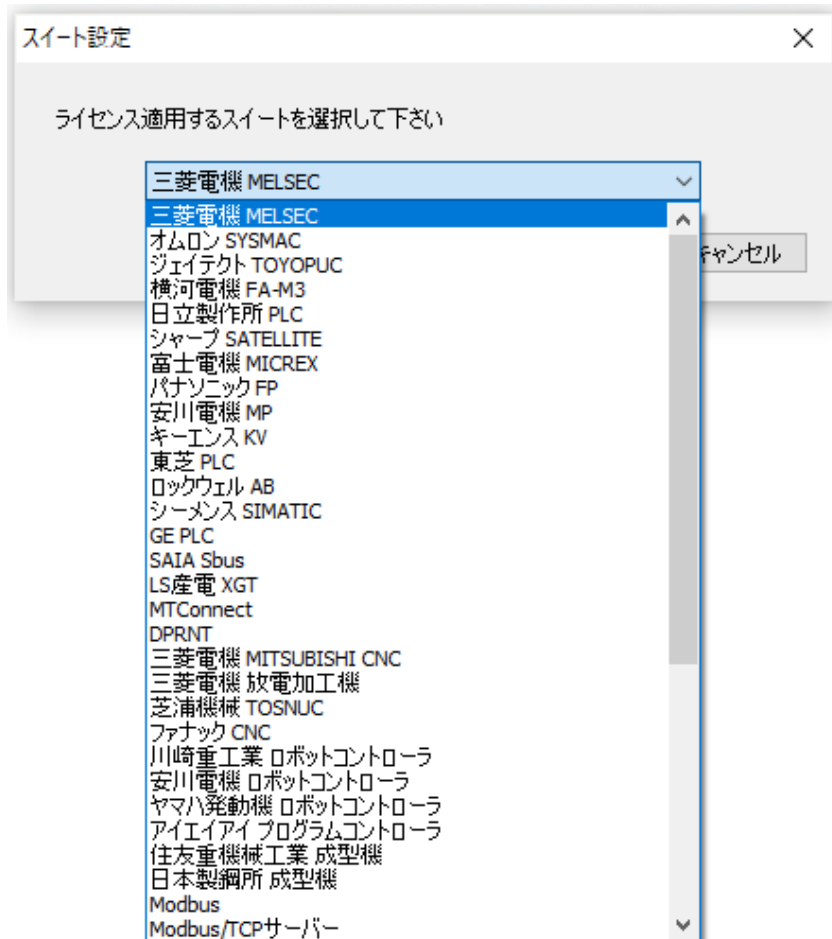 スイート設定
ライセンス適用するスイートを選択して下さい
三菱電機 MELSEC
三菱電機 MELSEC
オムロン SYSMAC
ジェイテクト TOYOPUC
横河電機 FA-M3
日立製作所 PLC
シャープ SATELLITE
富士電機 MICREX
パナソニック FP
安川電機 MP
キーエンス KV
東芝 PLC
ロックウェル AB
シーメンス SIMATIC
GE PLC
SAIA Sbus
LS産電 XGT
MTConnect
DPRNT
三菱電機 MITSUBISHI CNC
三菱電機 放電加工機
芝浦機械 TOSNUC
ファナック CNC
川崎重工業 ロボットコントローラ
安川電機 ロボットコントローラ
ヤマハ発動機 ロボットコントローラ
アイエイアイ プログラムコントローラ
住友重機械工業 成型機
日本製鋼所 成型機
Modbus
Modbus/TCPサーバー
キャンセル